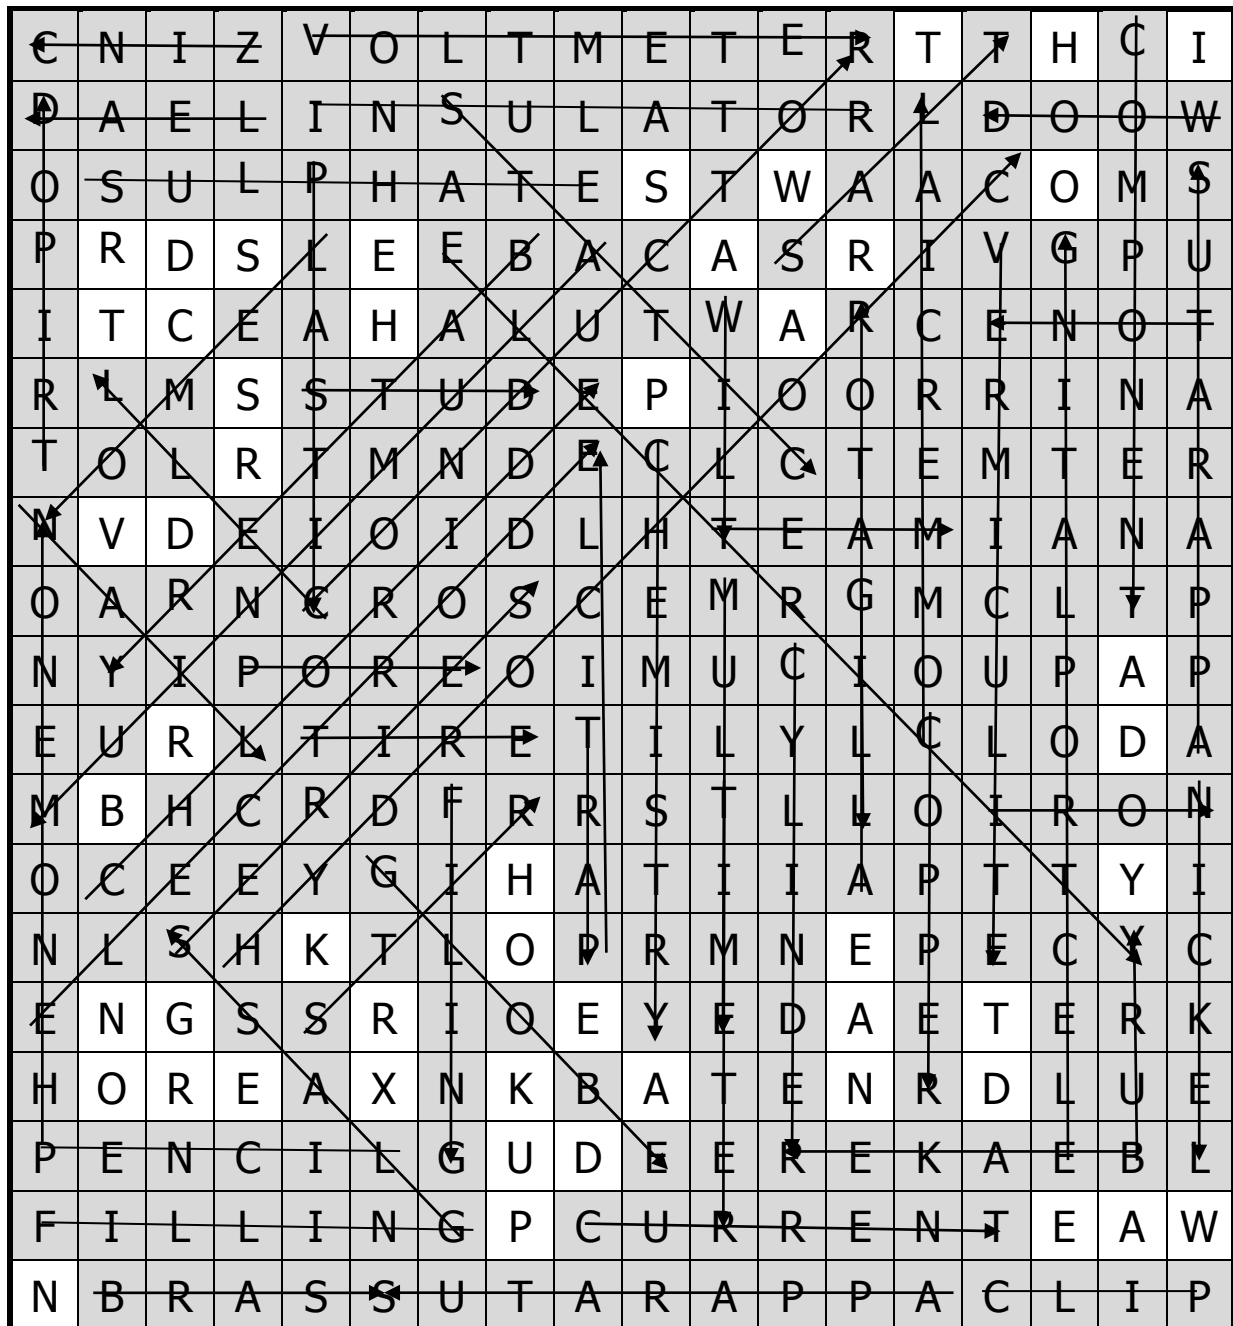 C N I Z V O L T M E T E R T T H C I
D A E L I N S U L A T O R L D O O W
O S U L P H A T E S T W A A C O M S
P R D S L E E B A C A S R I V G P U
I T C E A H A L U T W A R C E N O T
R L M S S T U D E P I O O R R I N A
T O L R T M N D E C L C T E M T E R
N V D E I O I D L H T E A M I A N A
O A R N C R O S C E M R G M C L T P
N Y I P O R E O I M U C I O U P A P
E U R L T I R E T I L Y L C L O D A
M B H C R D F R R S T L L O I R O N
O C E E Y G I H A T I I A P T T Y I
N L S H K T L O P R M N E P E C Y C
E N G S S R I O E Y E D A E T E R K
H O R E A X N K B A T E N R D L U E
P E N C I L G U D E E R E K A E B L
F I L L I N G P C U R R E N T E A W
N B R A S S U T A R A P P A C L I P